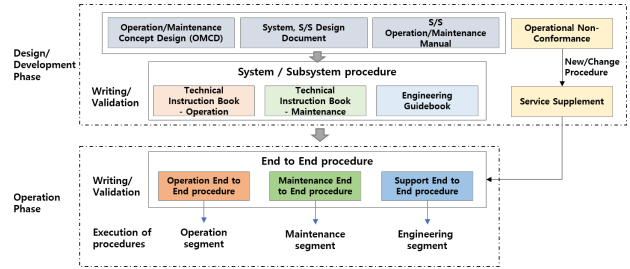 Operation/Maintenance
Concept Design (OMCD)
System, S/S Design
Document
S/S
Operation/Maintenance
Manual
Operational Non-
Conformance
Design/
Development
Phase
New/Change
Procedure
System / Subsystem procedure
Writing/
Validation
Technical
Instruction Book
- Operation
Technical
Instruction Book
- Maintenance
Engineering
Guidebook
Service Supplement
End to End procedure
Writing/
Validation
Operation End to
End procedure
Maintenance End
to End procedure
Support End to
End procedure
Operation
Phase
Execution of
procedures
Operation
segment
Maintenance
segment
Engineering
segment